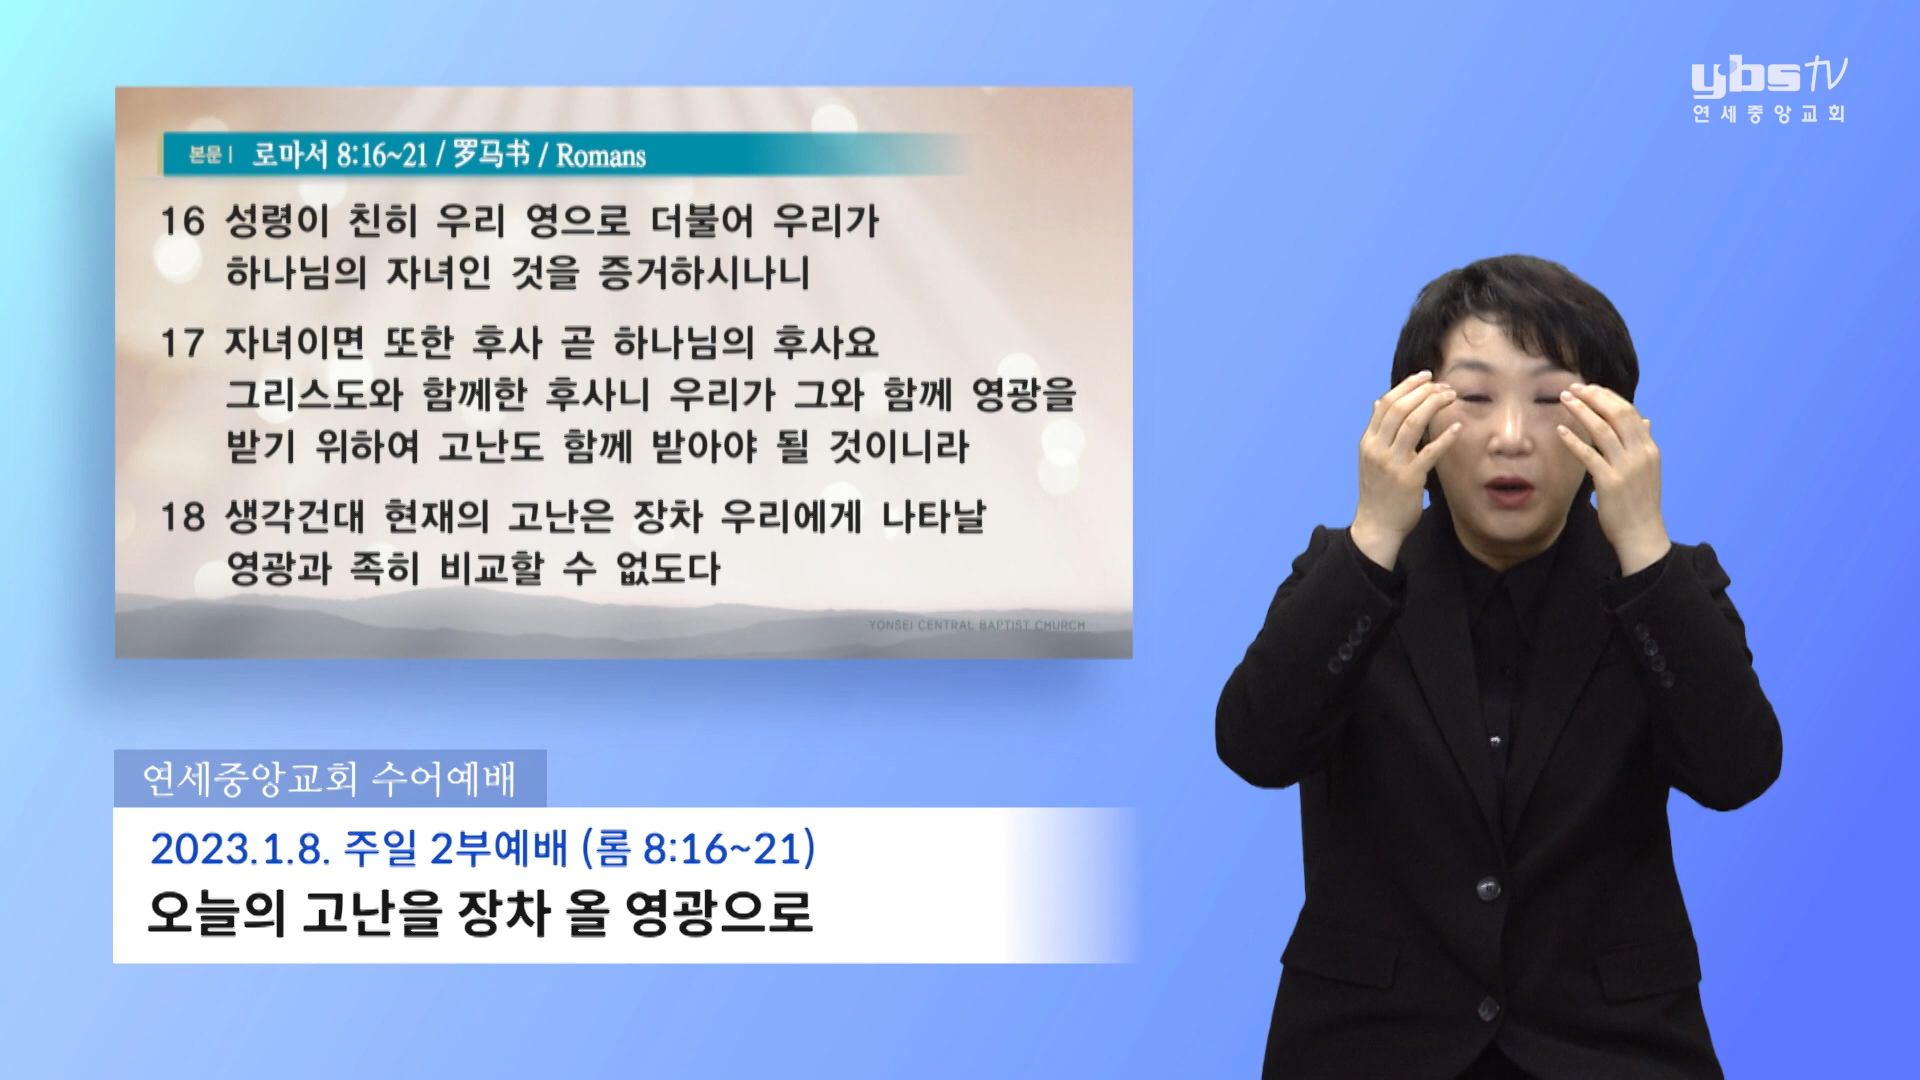 ybstv
연세중앙교회
본문 | 로마서 8:16~21 / 罗马书 / Romans
16 성령이 친히 우리 영으로 더불어 우리가
하나님의 자녀인 것을 증거하시나니
17 자녀이면 또한 후사 곧 하나님의 후사요
그리스도와 함께한 후사니 우리가 그와 함께 영광을
받기 위하여 고난도 함께 받아야 될 것이니라
18 생각건대 현재의 고난은 장차 우리에게 나타날
영광과 족히 비교할 수 없도다
YONSEI CENTRAL BAPTIST CHURCH
연세중앙교회 수어예배
2023.1.8. 주일 2부예배 (롬 8:16~21)
오늘의 고난을 장차 올 영광으로